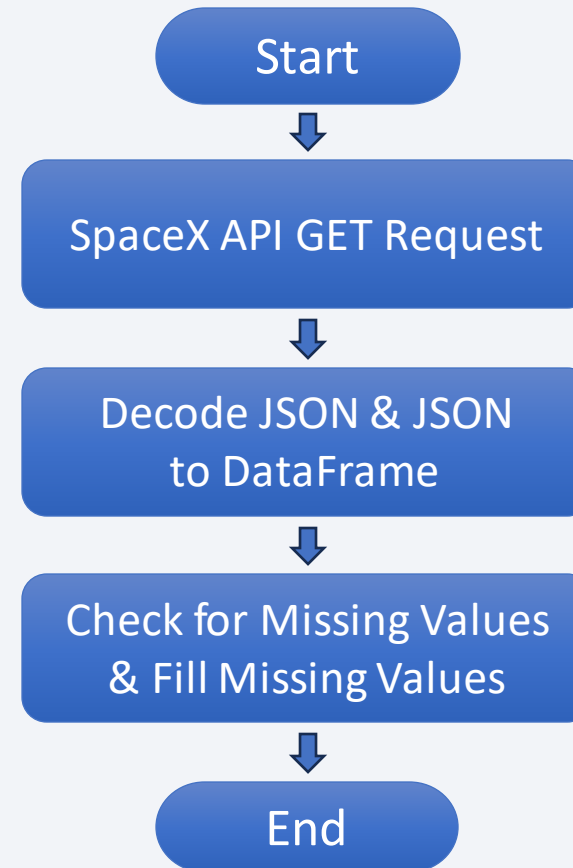 Start
SpaceX API GET Request
Decode JSON & JSON
to DataFrame
Check for Missing Values
& Fill Missing Values
End